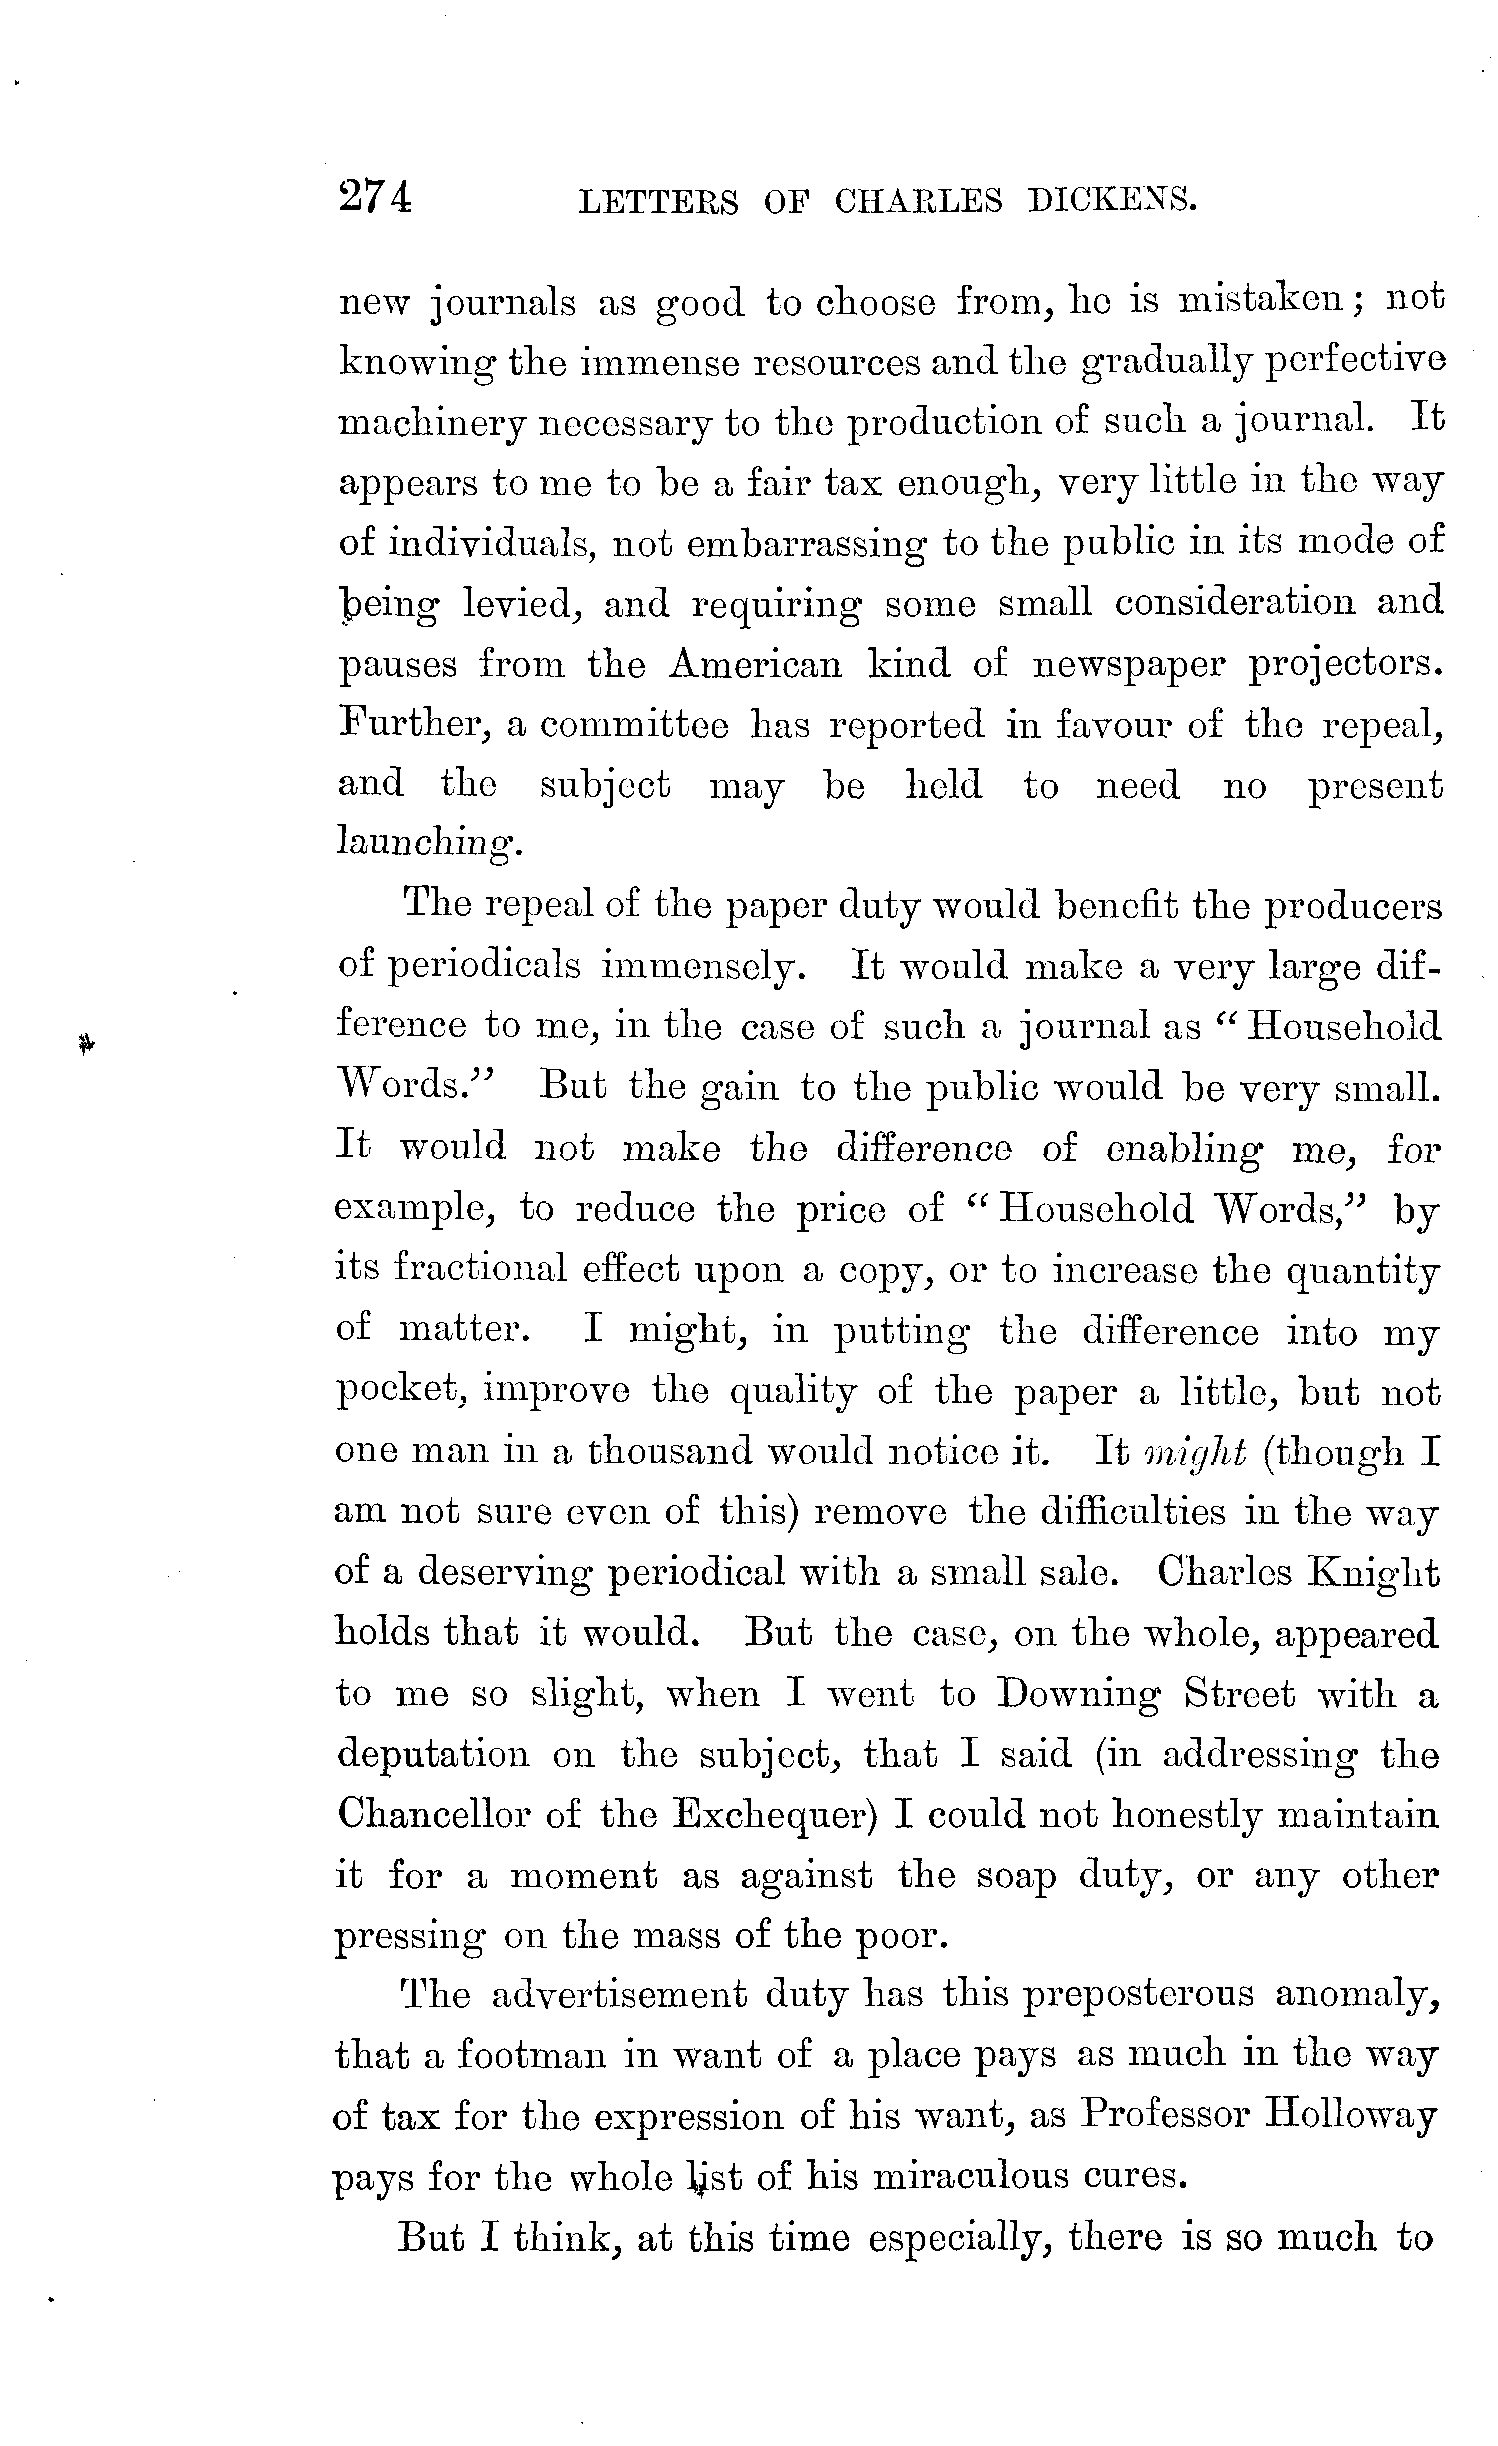 274 LETTERS OF CHARLES DICKENS.
new journals as good to choose from, he is mistaken; not
knowing the immense resources and the gradually perfective
machinery necessary to the production of such a journal. It
appears to me to be a fair tax enough, very little in the way
of individuals, not embarrassing to the public in its mode of
being levied, and requiring some small consideration and
pauses from the American kind of newspaper projectors.
Further, a committee has reported in favour of the repeal,
and the subject may be held to need no present
launching.
The repeal of the paper duty would benefit the producers
of periodicals immensely. It would make a very large dif-
ference to me, in the case of such a journal as "Household
Words." But the gain to the public would be very small.
It would not make the difference of enabling me, for
example, to reduce the price of "Household Words," by
its fractional effect upon a copy, or to increase the quantity
of matter. I might, in putting the difference into my
pocket, improve the quality of the paper a little, but not
one man in a thousand would notice it. It might (though I
am not sure even of this) remove the difficulties in the way
of a deserving periodical with a small sale. Charles Knight
holds that it would. But the case, on the whole, appeared
to me so slight, when I went to Downing Street with a
deputation on the subject, that I said (in addressing the
Chancellor of the Exchequer) I could not honestly maintain
it for a moment as against the soap duty, or any other
pressing on the mass of the poor.
The advertisement duty has this preposterous anomaly,
that a footman in want of a place pays as much in the way
of tax for the expression of his want, as Professor Holloway
pays for the whole list of his miraculous cures.
But I think, at this time especially, there is so much to